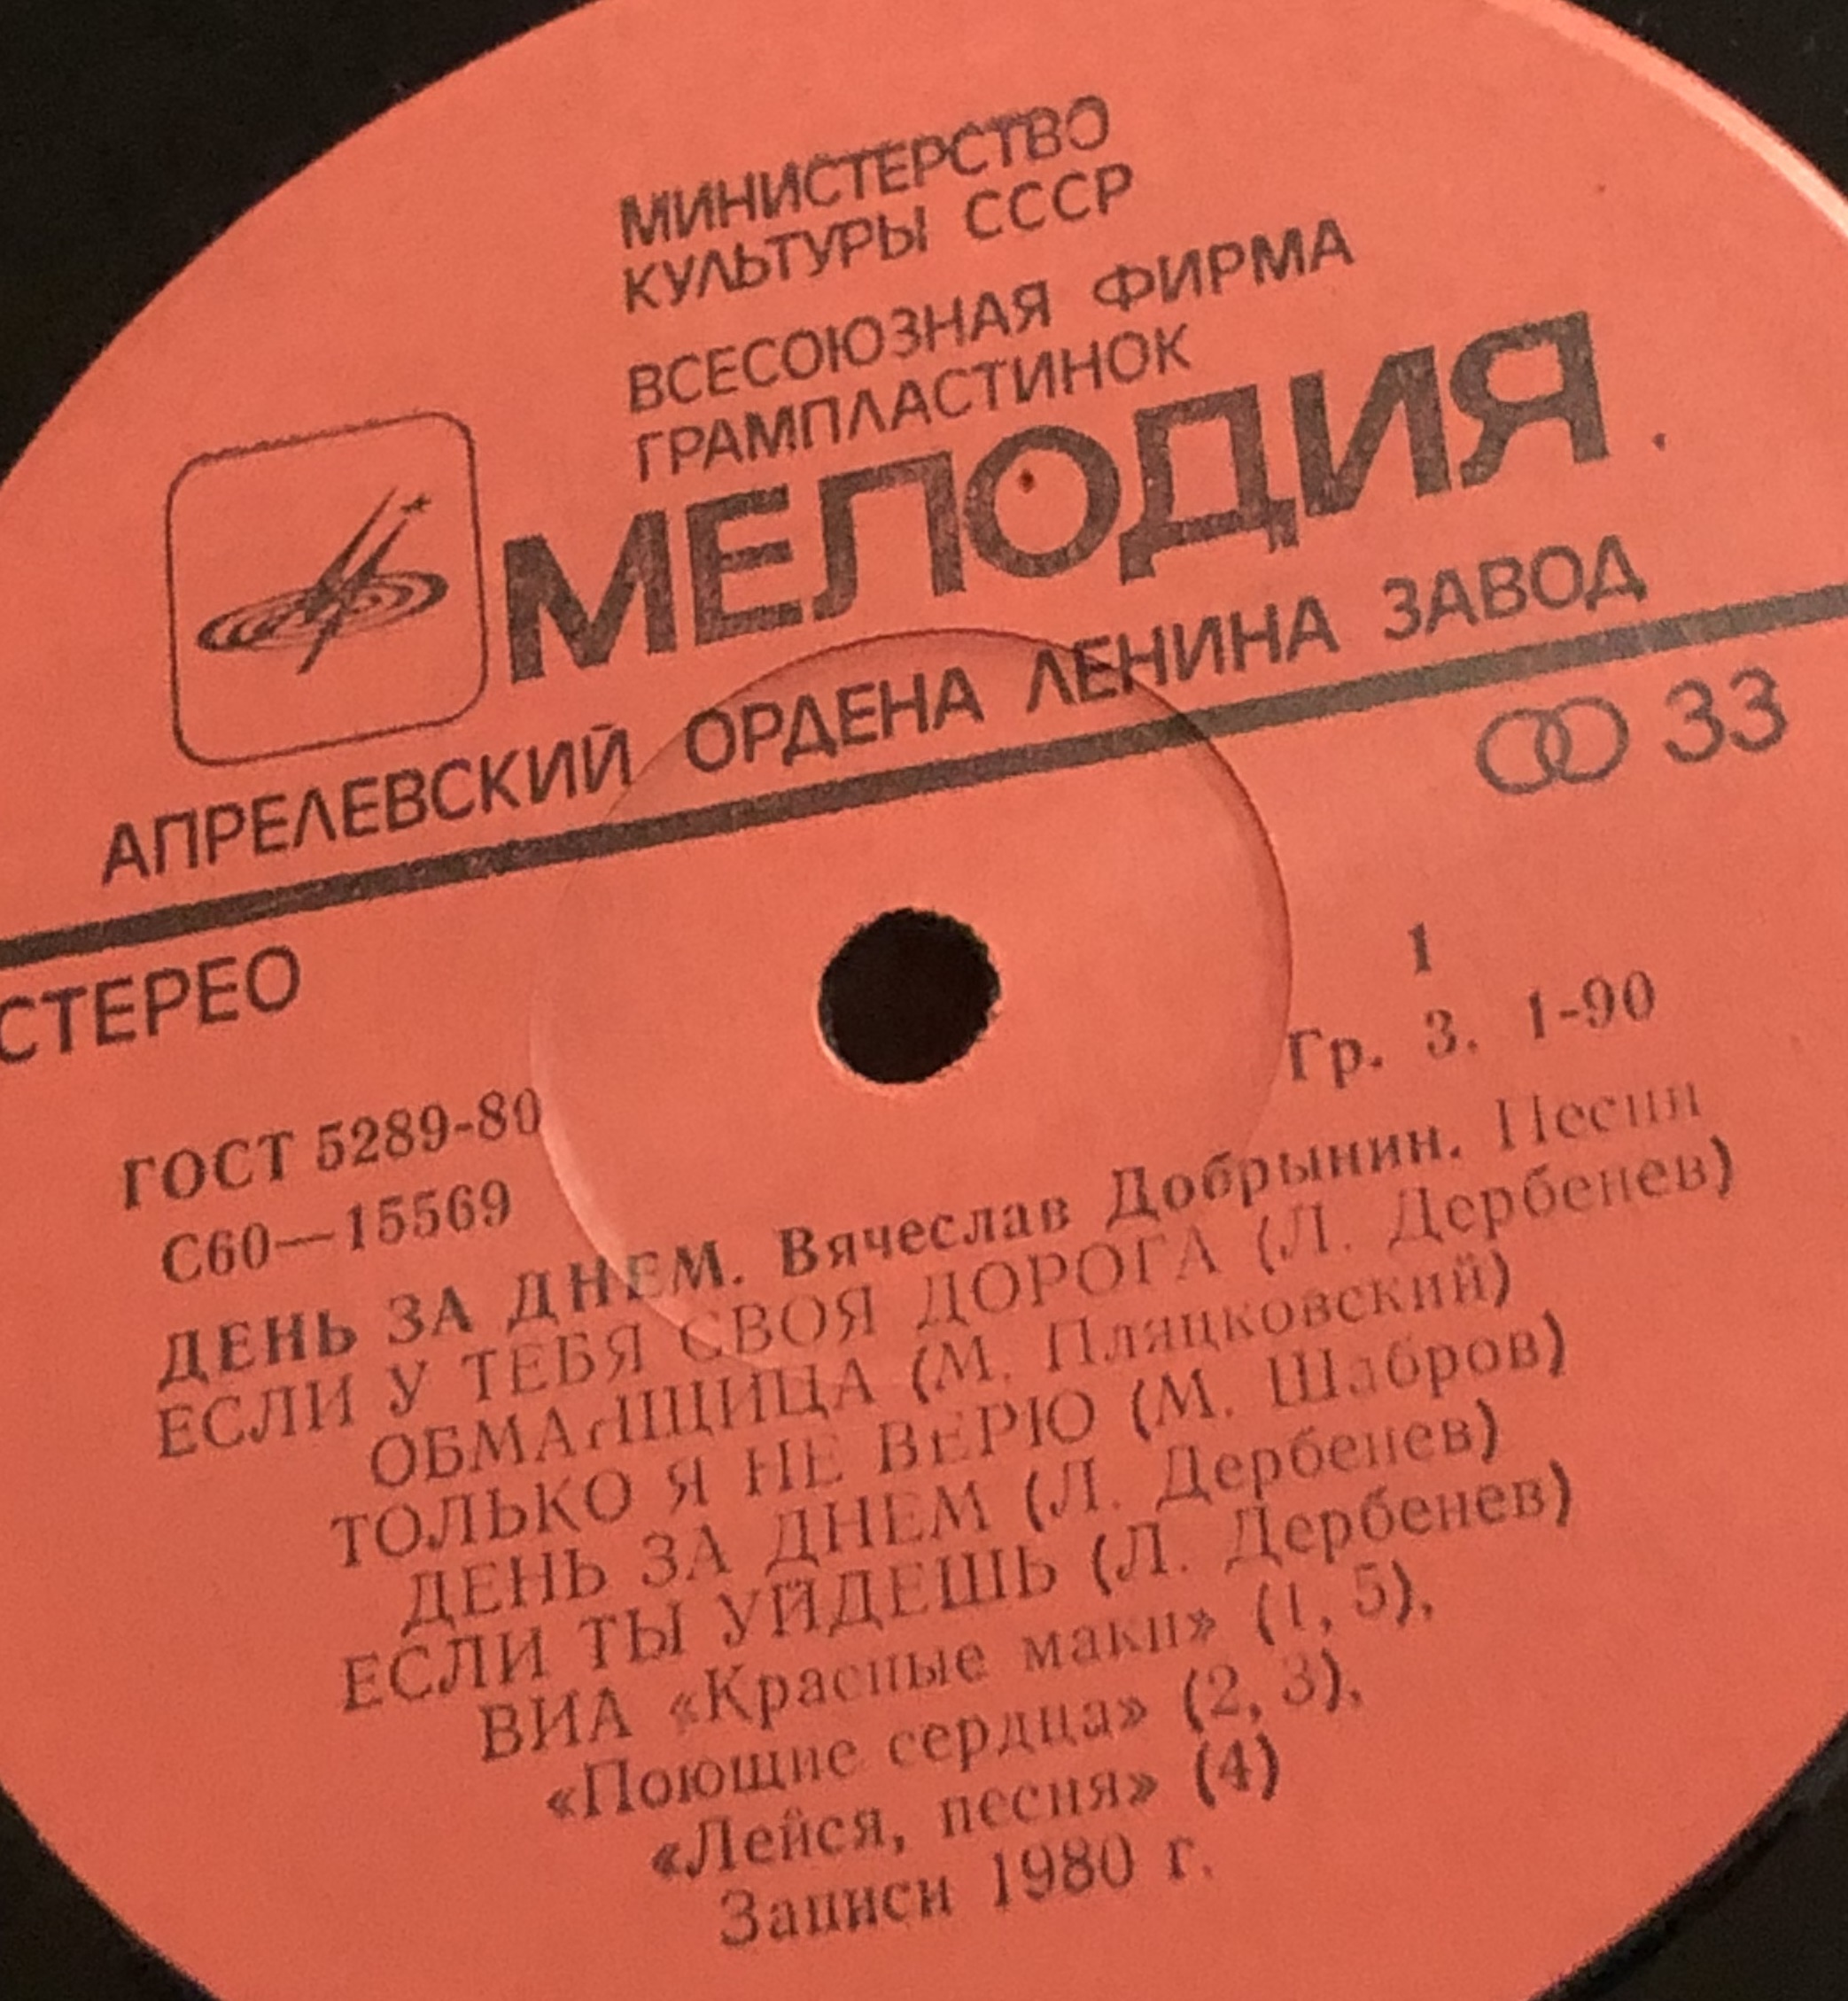 МИНИСТЕРСТВО
КУЛЬТУРЫ СССР
ВСЕСОЮЗНАЯ ФИРМА
ГРАМПЛАСТИНОК
МЕЛОДИЯ
АПРЕЛЕВСКИЙ ОРДЕНА ЛЕНИНА ЗАВОД
33
СТЕРЕО
1
ГОСТ 5289-80
Гр. 3. 1-90
С60—15569
ДЕНЬ ЗА ДНЕМ. Вячеслав Добрынин. Песни
ЕСЛИ У ТЕБЯ СВОЯ ДОРОГА (Л. Дербенев)
ОБМАНЩИЦА (М. Пляцковский)
ТОЛЬКО Я НЕ ВЕРЮ (М. Шабров)
ДЕНЬ ЗА ДНЕМ (Л. Дербенев)
ЕСЛИ ТЫ УЙДЕШЬ (Л. Дербенев)
ВИА «Красные маки» (1, 5),
«Поющие сердца» (2, 3),
«Лейся, песня» (4)
Записи 1980 г.